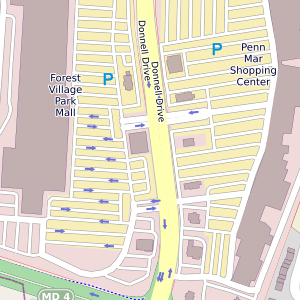 Donnell Drive
Donnell Drive
P
Penn
Mar
Shopping
Center
Forest
Village
Park
Mall
P
MD 4